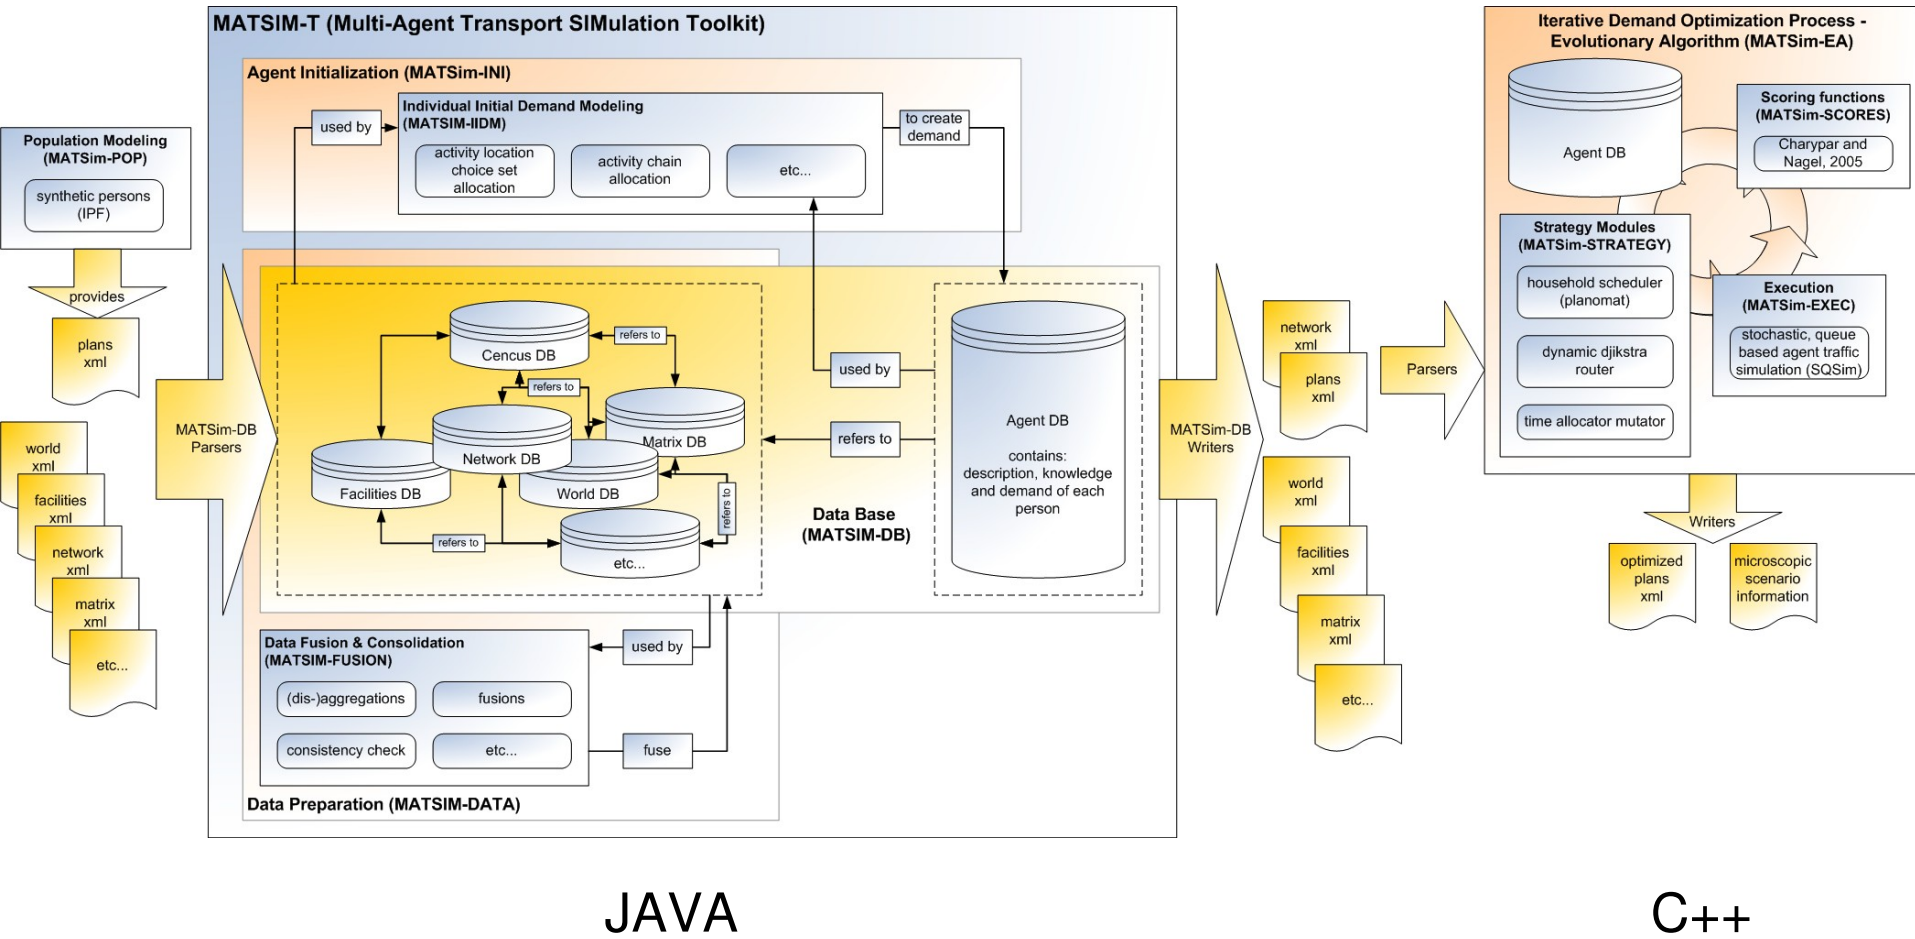 MATSIM-T (Multi-Agent Transport SIMulation Toolkit)
Agent Initialization (MATSim-INI)
used by
Individual Initial Demand Modeling
(MATSIM-IIDM)
activity location
choice set
allocation
activity chain
allocation
etc...
to create
demand
Population Modeling
(MATSim-POP)
synthetic persons
(IPF)
provides
plans
xml
world
xml
facilities
xml
network
xml
matrix
xml
etc...
MATSim-DB
Parsers
Cencus DB
refers to
refers to
Matrix DB
Network DB
Facilities DB
World DB
refers to
refers to
etc...
used by
refers to
Data Base
(MATSIM-DB)
Agent DB
contains:
description, knowledge
and demand of each
person
Data Fusion & Consolidation
(MATSIM-FUSION)
(dis-)aggregations
fusions
consistency check
etc...
used by
fuse
Data Preparation (MATSIM-DATA)
MATSim-DB
Writers
network
xml
plans
xml
world
xml
facilities
xml
matrix
xml
etc...
Parsers
Iterative Demand Optimization Process -
Evolutionary Algorithm (MATSim-EA)
Agent DB
Scoring functions
(MATSim-SCORES)
Charypar and
Nagel, 2005
Strategy Modules
(MATSim-STRATEGY)
household scheduler
(planomat)
dynamic djikstra
router
time allocator mutator
Execution
(MATSim-EXEC)
stochastic, queue
based agent traffic
simulation (SQSim)
Writers
optimized
plans
xml
microscopic
scenario
information
JAVA
C++